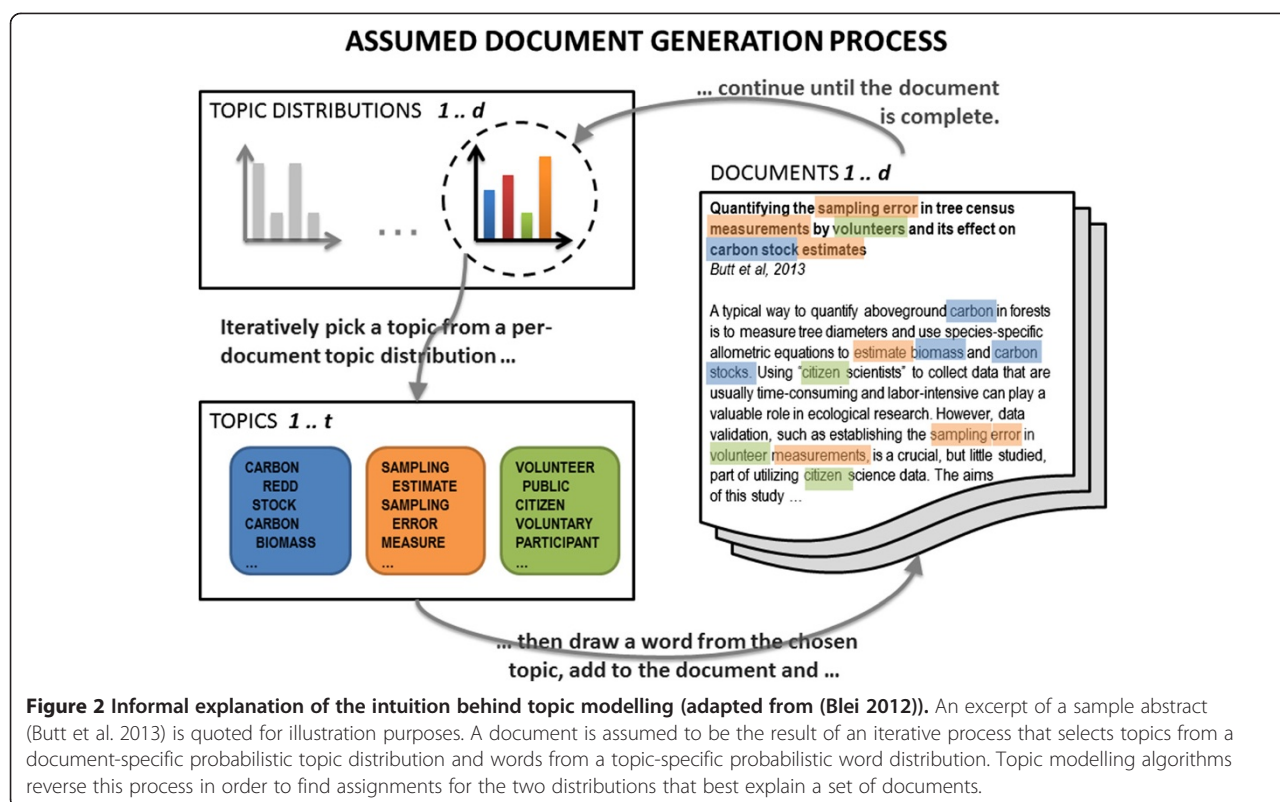 ASSUMED DOCUMENT GENERATION PROCESS
TOPIC DISTRIBUTIONS 1 .. d
...
... continue until the document
is complete.
Iteratively pick a topic from a per-
document topic distribution ...
TOPICS 1 .. t
CARBON
REDD
STOCK
CARBON
BIOMASS
...
SAMPLING
ESTIMATE
SAMPLING
ERROR
MEASURE
...
VOLUNTEER
PUBLIC
CITIZEN
VOLUNTARY
PARTICIPANT
...
DOCUMENTS 1 .. d
Quantifying the sampling error in tree census
measurements by volunteers and its effect on
carbon stock estimates
Butt et al, 2013
A typical way to quantify aboveground carbon in forests
is to measure tree diameters and use species-specific
allometric equations to estimate biomass and carbon
stocks. Using "citizen scientists" to collect data that are
usually time-consuming and labor-intensive can play a
valuable role in ecological research. However, data
validation, such as establishing the sampling error in
volunteer measurements, is a crucial, but little studied,
part of utilizing citizen science data. The aims
of this study ...
... then draw a word from the chosen
topic, add to the document and ...
Figure 2 Informal explanation of the intuition behind topic modelling (adapted from (Blei 2012)). An excerpt of a sample abstract
(Butt et al. 2013) is quoted for illustration purposes. A document is assumed to be the result of an iterative process that selects topics from a
document-specific probabilistic topic distribution and words from a topic-specific probabilistic word distribution. Topic modelling algorithms
reverse this process in order to find assignments for the two distributions that best explain a set of documents.